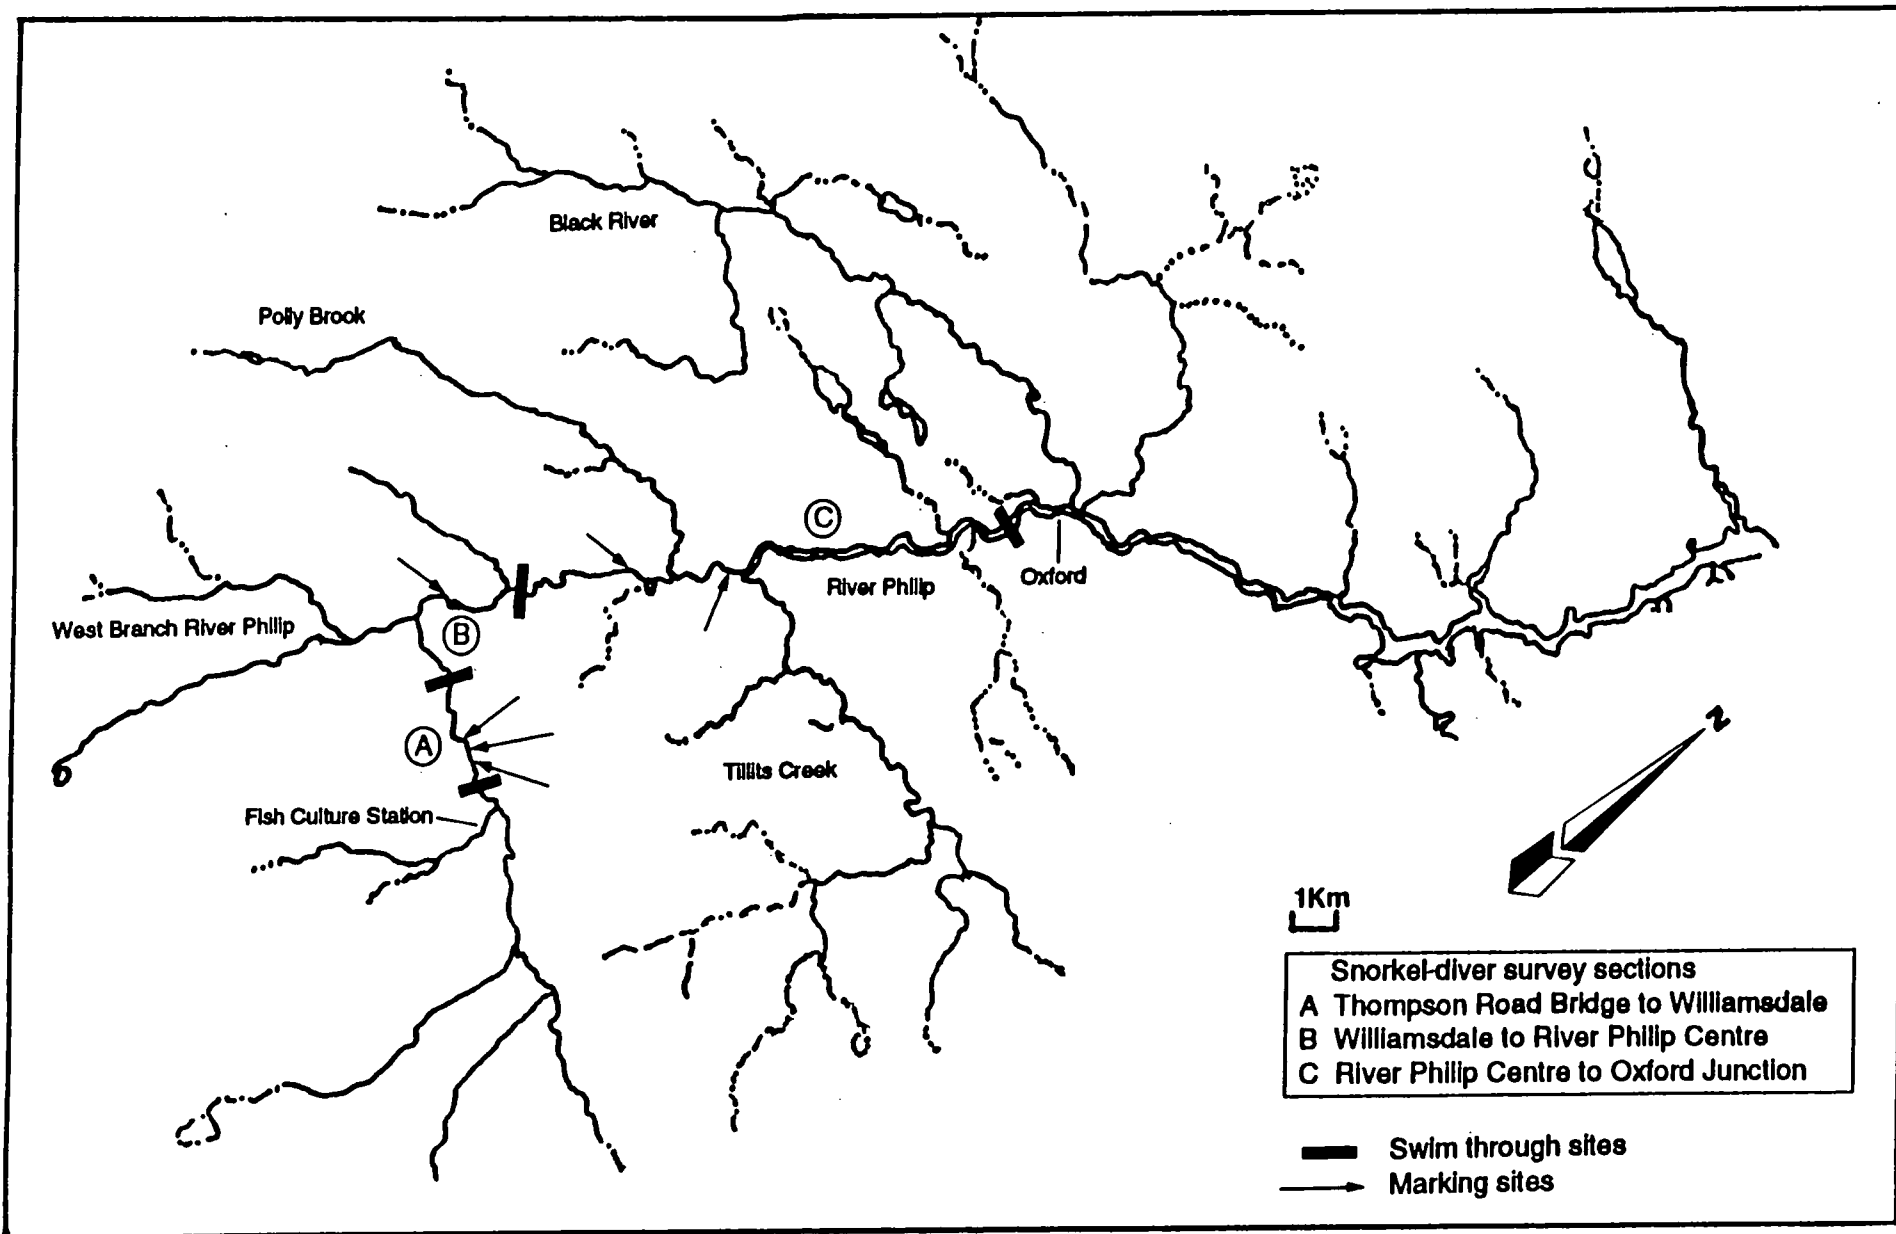 Black River
Polly Brook
C
River Philip
Oxford
West Branch River Philip
B
A
Tillits Creek
Fish Culture Station
N
1Km
Snorkel-diver survey sections
A Thompson Road Bridge to Williamsdale
B Williamsdale to River Philip Centre
C River Philip Centre to Oxford Junction
Swim through sites
Marking sites